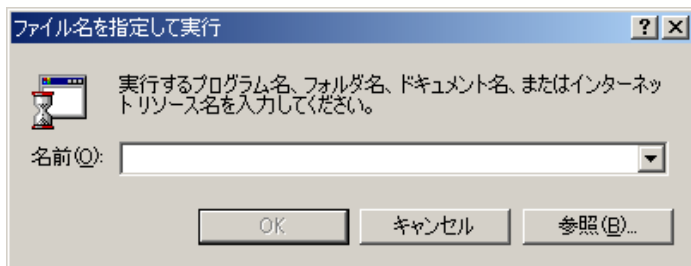 ファイル名を指定して実行
実行するプログラム名、フォルダ名、ドキュメント名、またはインターネッ
トリソース名を入力してください。
名前(O):
OK キャンセル 参照(B)...